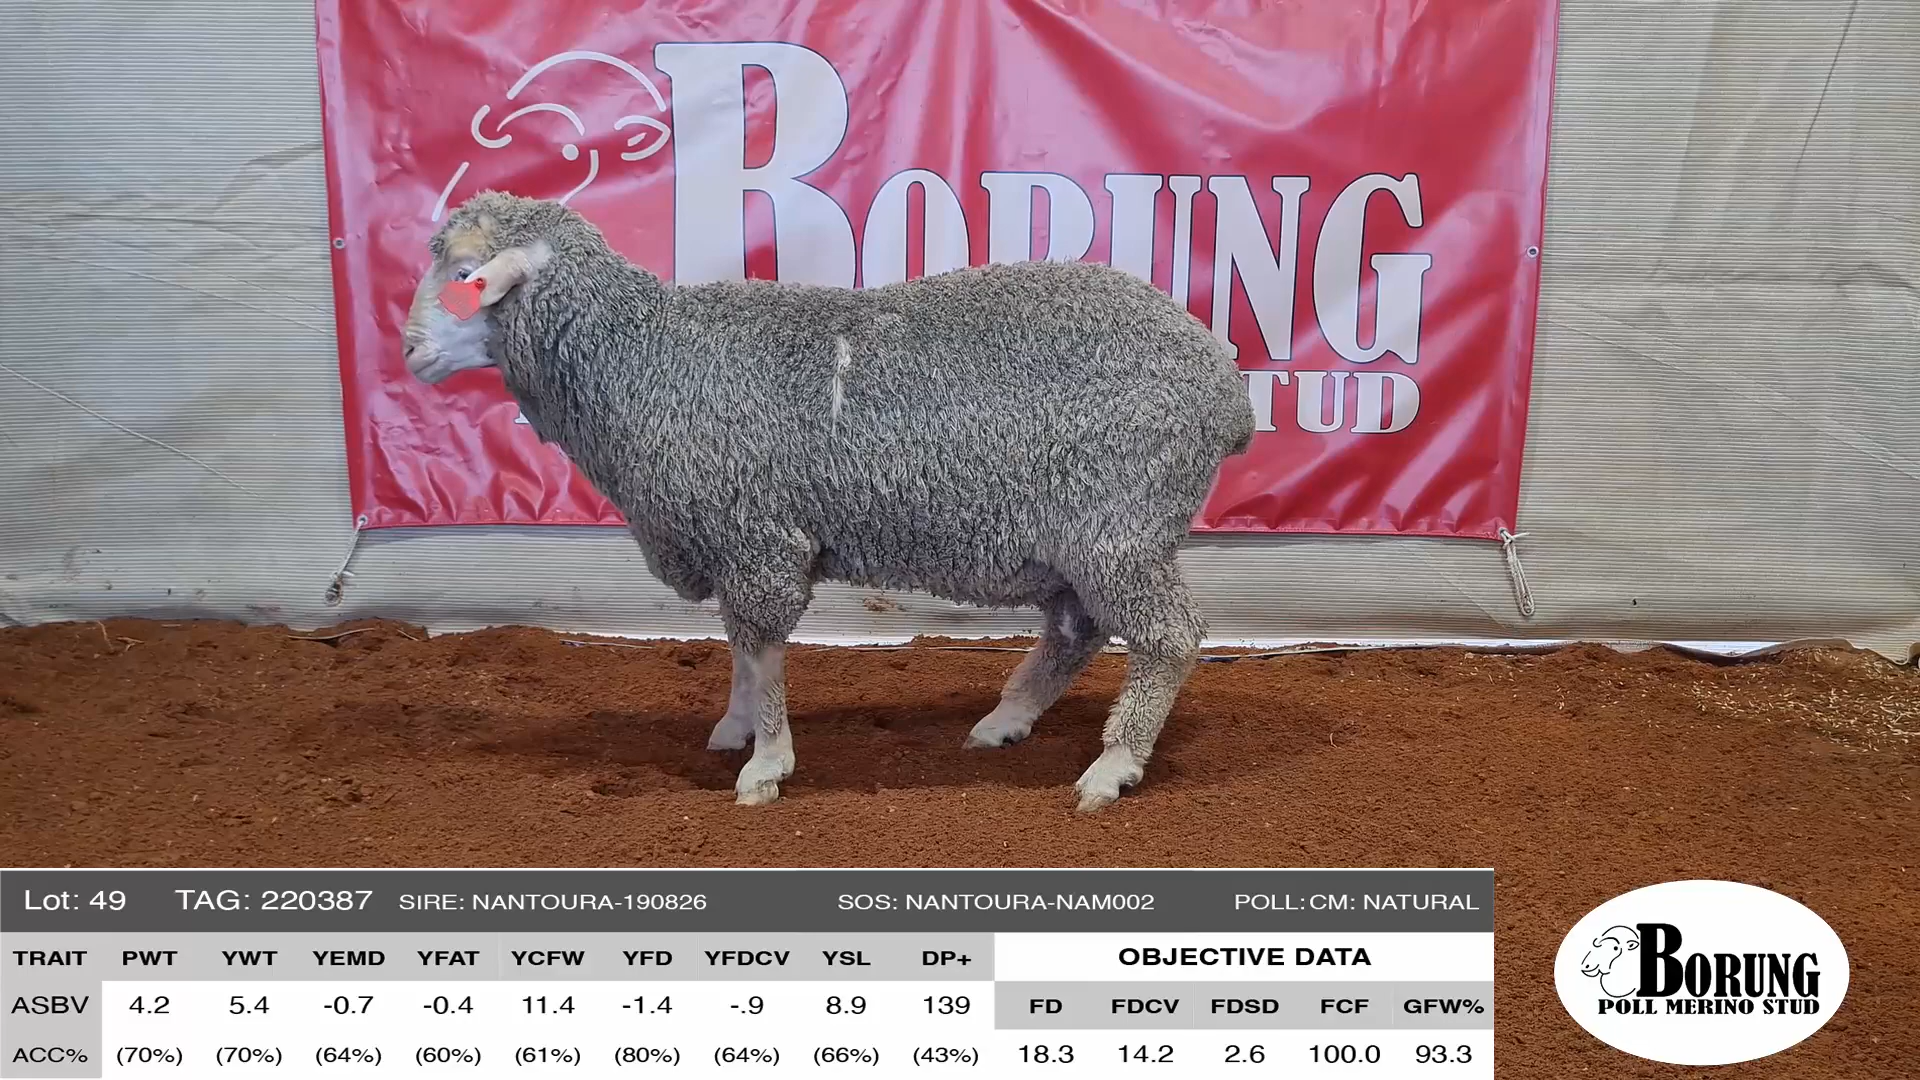 BORUNG
STUD
Lot: 49 TAG: 220387 SIRE: NANTOURA-190826 SOS: NANTOURA-NAM002 POLL:CM: NATURAL
TRAIT PWT YWT YEMD YFAT YCFW YFD YFDCV YSL DP+ OBJECTIVE DATA
ASBV 4.2 5.4 -0.7 -0.4 11.4 -1.4 -.9 8.9 139 FD FDCV FDSD FCF GFW%
ACC% (70%) (70%) (64%) (60%) (61%) (80%) (64%) (66%) (43%) 18.3 14.2 2.6 100.0 93.3
BORUNG
POLL MERINO STUD